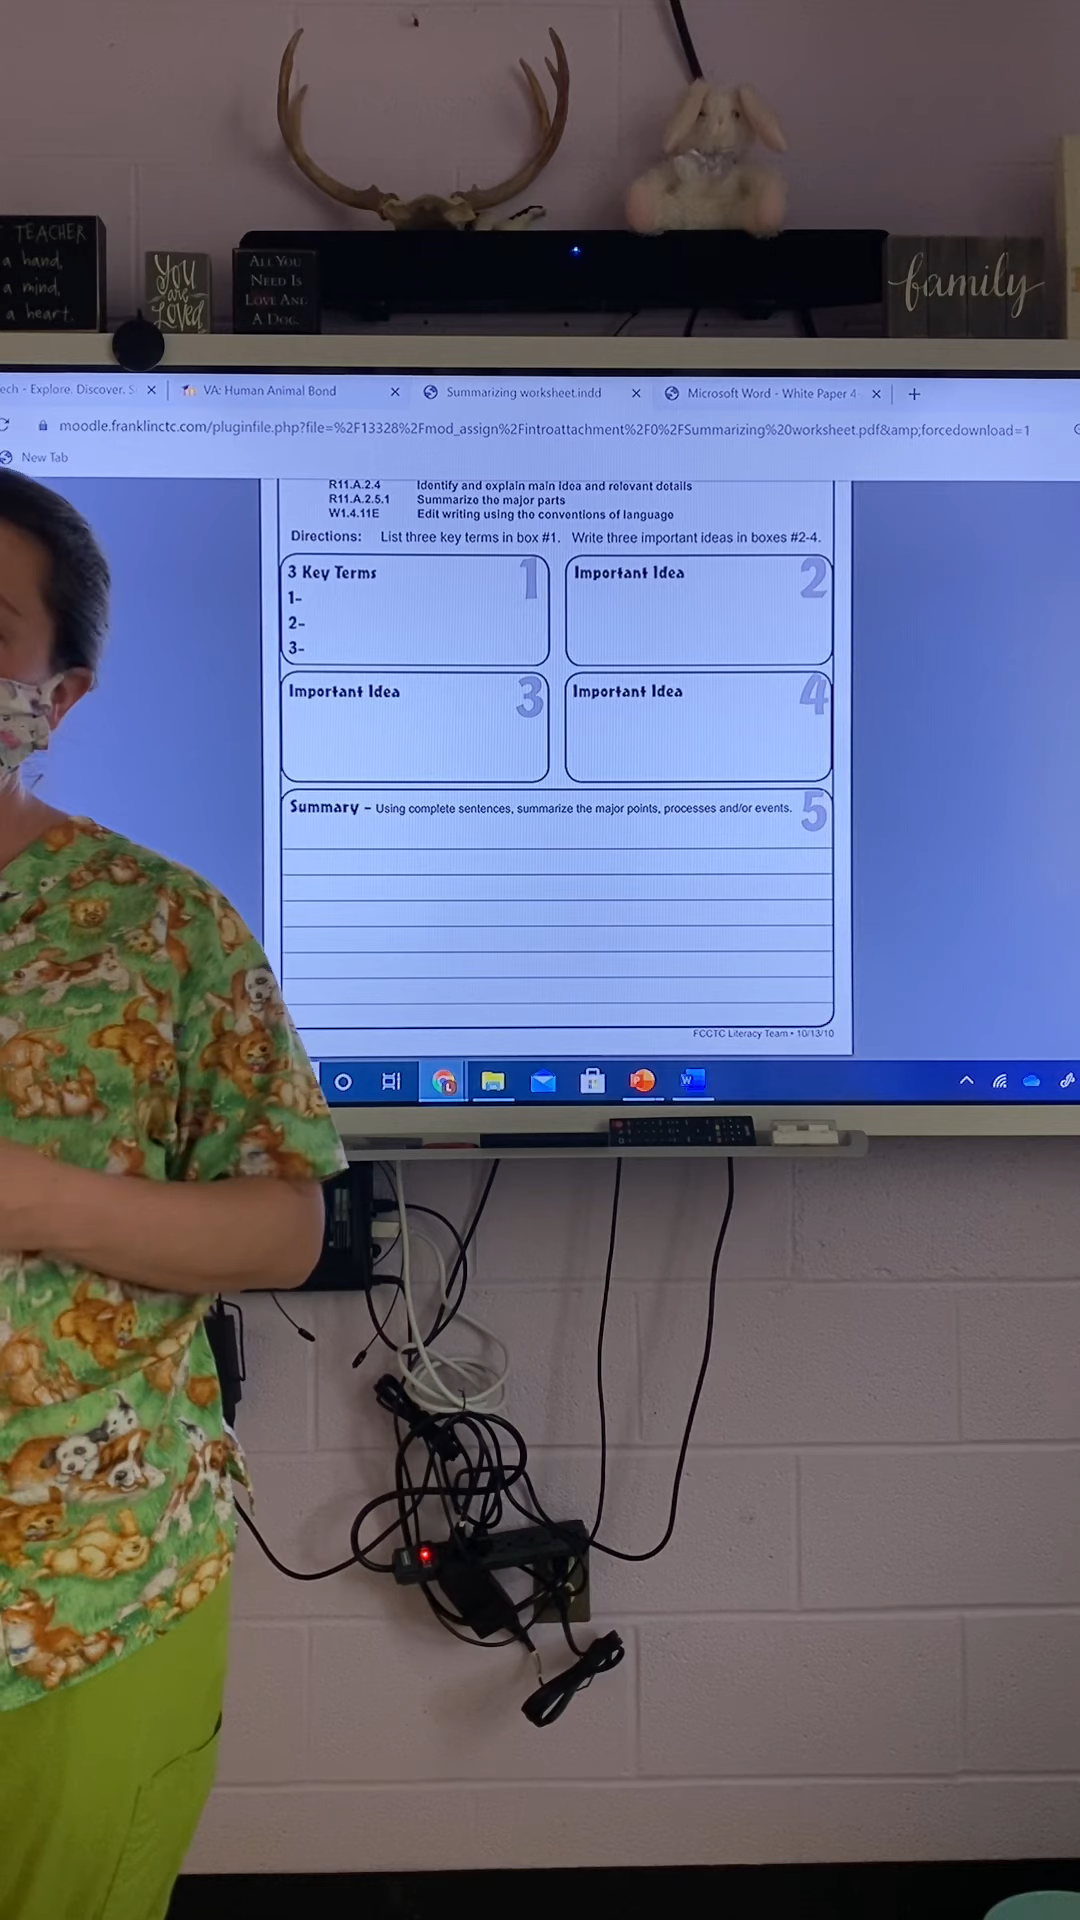 TEACHER
a hand,
a mind,
a heart.
You
are
Loved
ALL YOU
NEED IS
LOVE AND
A DOG.
family
ech - Explore. Discover. S
VA: Human Animal Bond
Summarizing worksheet.indd
Microsoft Word - White Paper 4
moodle.franklinctc.com/pluginfile.php?file=%2F13328%2Fmod_assign%2Fintroattachment%2F0%2FSummarizing%20worksheet.pdf&amp;forcedownload=1
New Tab
R11.A.2.4 Identify and explain main idea and relevant details
R11.A.2.5.1 Summarize the major parts
W1.4.11E Edit writing using the conventions of language
Directions: List three key terms in box #1. Write three important ideas in boxes #2-4.
3 Key Terms 1
1-
2-
3-
Important Idea 2
Important Idea 3
Important Idea 4
Summary – Using complete sentences, summarize the major points, processes and/or events. 5
FCCTC Literacy Team • 10/13/10